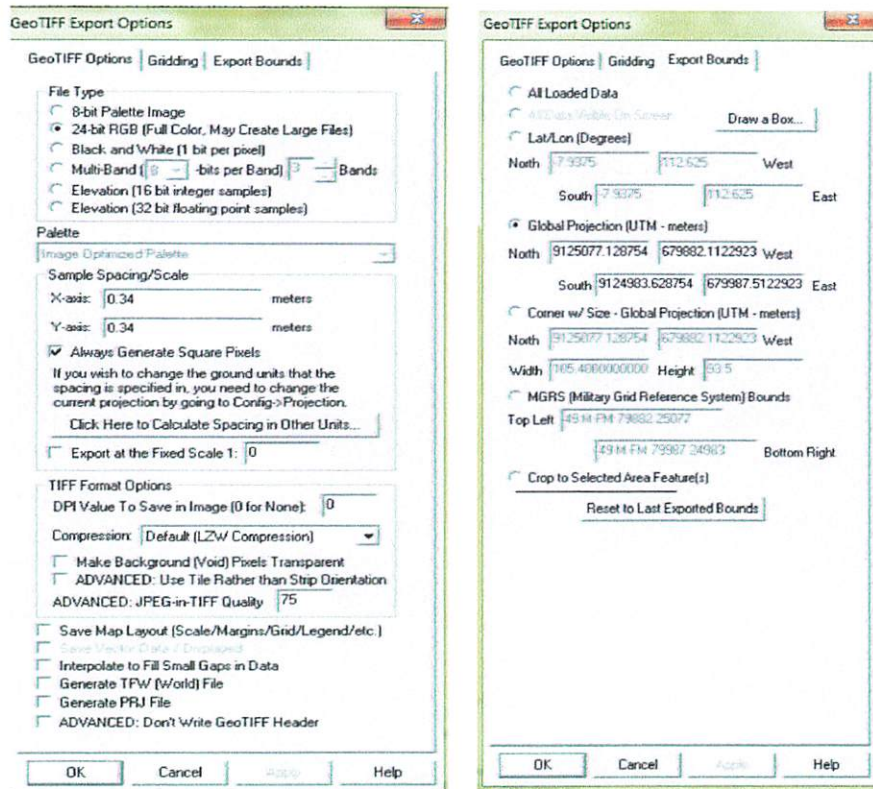 GeoTIFF Export Options
GeoTIFF Options Gridding Export Bounds
File Type
8-bit Palette Image
24-bit RGB (Full Color, May Create Large Files)
Black and White (1 bit per pixel)
Multi-Band ( 8 -bits per Band) 3 Bands
Elevation (16 bit integer samples)
Elevation (32 bit floating point samples)
Palette
Image Optimized Palette
Sample Spacing/Scale
X-axis: 0.34 meters
Y-axis: 0.34 meters
Always Generate Square Pixels
If you wish to change the ground units that the
spacing is specified in, you need to change the
current projection by going to Config->Projection.
Click Here to Calculate Spacing in Other Units...
Export at the Fixed Scale 1: 0
TIFF Format Options
DPI Value To Save in Image (0 for None): 0
Compression: Default (LZW Compression)
Make Background (Void) Pixels Transparent
ADVANCED: Use Tile Rather than Strip Orientation
ADVANCED: JPEG-in-TIFF Quality 75
Save Map Layout (Scale/Margins/Grid/Legend/etc.)
Save Vector Data / Displayed
Interpolate to Fill Small Gaps in Data
Generate TFW (World) File
Generate PRJ File
ADVANCED: Don't Write GeoTIFF Header
OK Cancel Apply Help
GeoTIFF Export Options
GeoTIFF Options Gridding Export Bounds
All Loaded Data
All Data Visible On Screen Draw a Box...
Lat/Lon (Degrees)
North -7.9375 112.625 West
South -7.9375 112.625 East
Global Projection (UTM - meters)
North 9125077.128754 679882.1122923 West
South 9124983.628754 679987.5122923 East
Corner w/ Size - Global Projection (UTM - meters)
North 9125077.128754 679882.1122923 West
Width 105.4000000000 Height 93.5
MGRS (Military Grid Reference System) Bounds
Top Left 49 M FM 79882 25077
49 M FM 79987 24983 Bottom Right
Crop to Selected Area Feature(s)
Reset to Last Exported Bounds
OK Cancel Apply Help